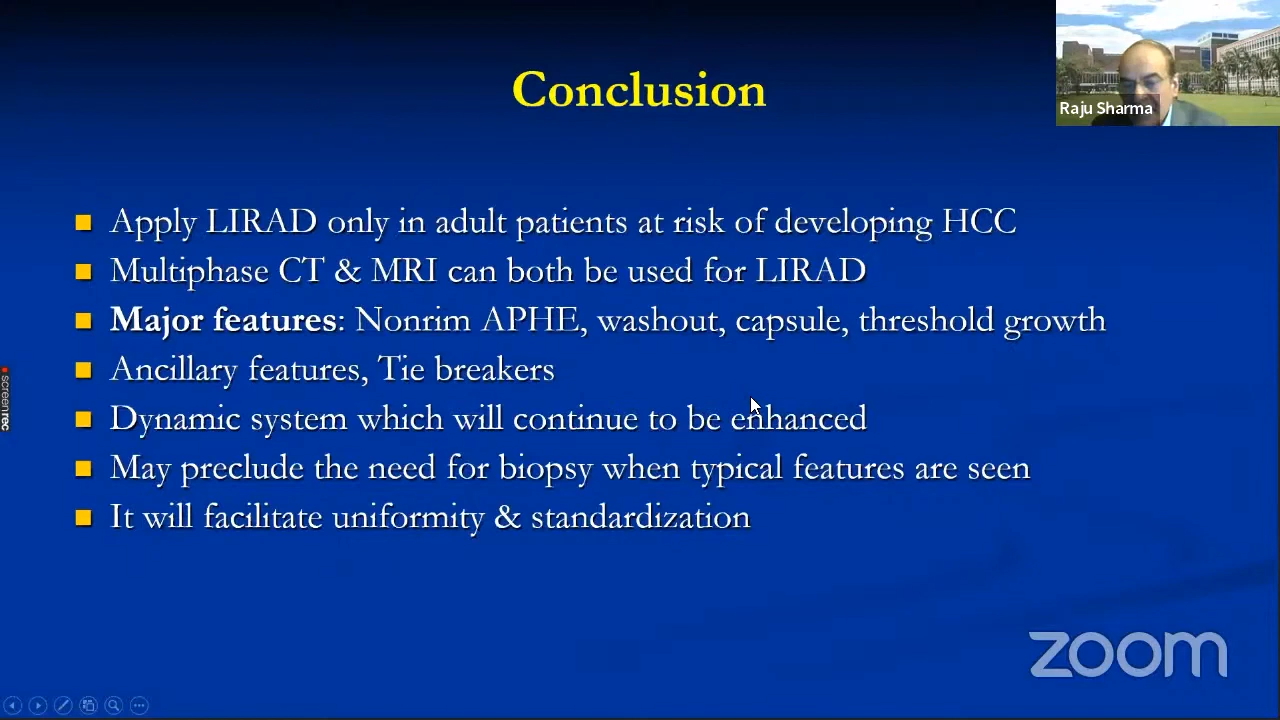 Conclusion
Raju Sharma
Apply LIRAD only in adult patients at risk of developing HCC
Multiphase CT & MRI can both be used for LIRAD
Major features: Nonrim APHE, washout, capsule, threshold growth
Ancillary features, Tie breakers
Dynamic system which will continue to be enhanced
May preclude the need for biopsy when typical features are seen
It will facilitate uniformity & standardization
screenrec
zoom